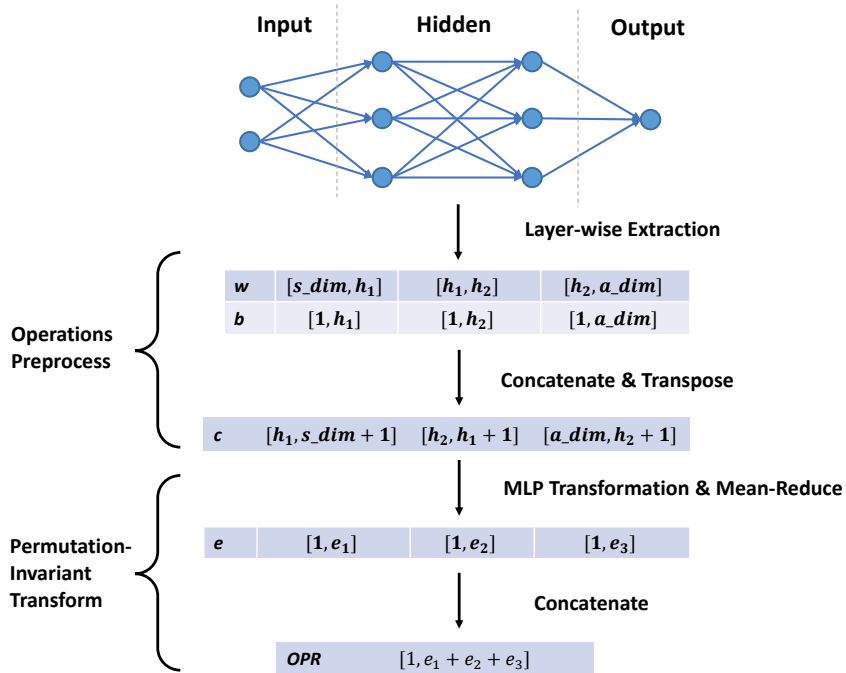 Input Hidden Output
Layer-wise Extraction
w [s_dim, h₁] [h₁, h₂] [h₂, a_dim]
b [1, h₁] [1, h₂] [1, a_dim]
Operations
Preprocess
Concatenate & Transpose
c [h₁, s_dim + 1] [h₂, h₁ + 1] [a_dim, h₂ + 1]
MLP Transformation & Mean-Reduce
e [1, e₁] [1, e₂] [1, e₃]
Permutation-
Invariant
Transform
Concatenate
OPR [1, e₁ + e₂ + e₃]